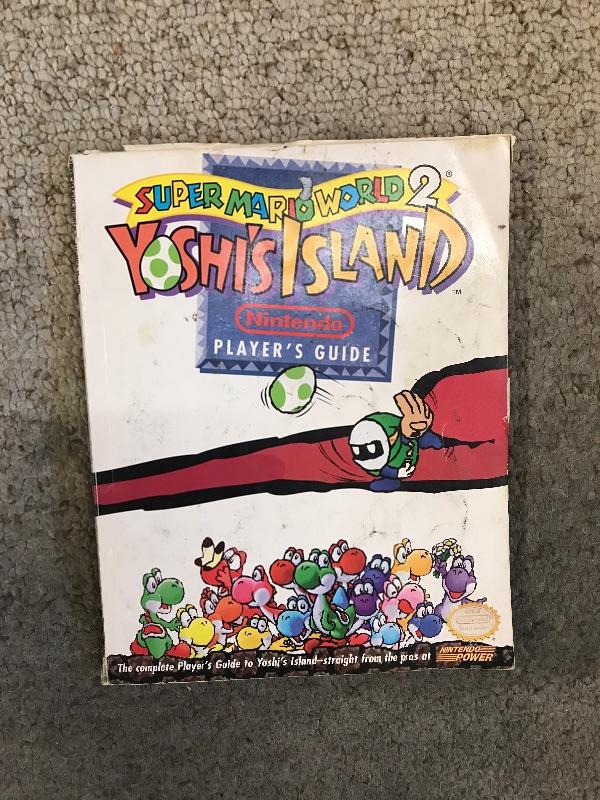 SUPER MARIO WORLD 2 ®
YOSHI'S ISLAND ™
Nintendo
PLAYER'S GUIDE
The complete Player's Guide to Yoshi's Island—straight from the pros at NINTENDO POWER